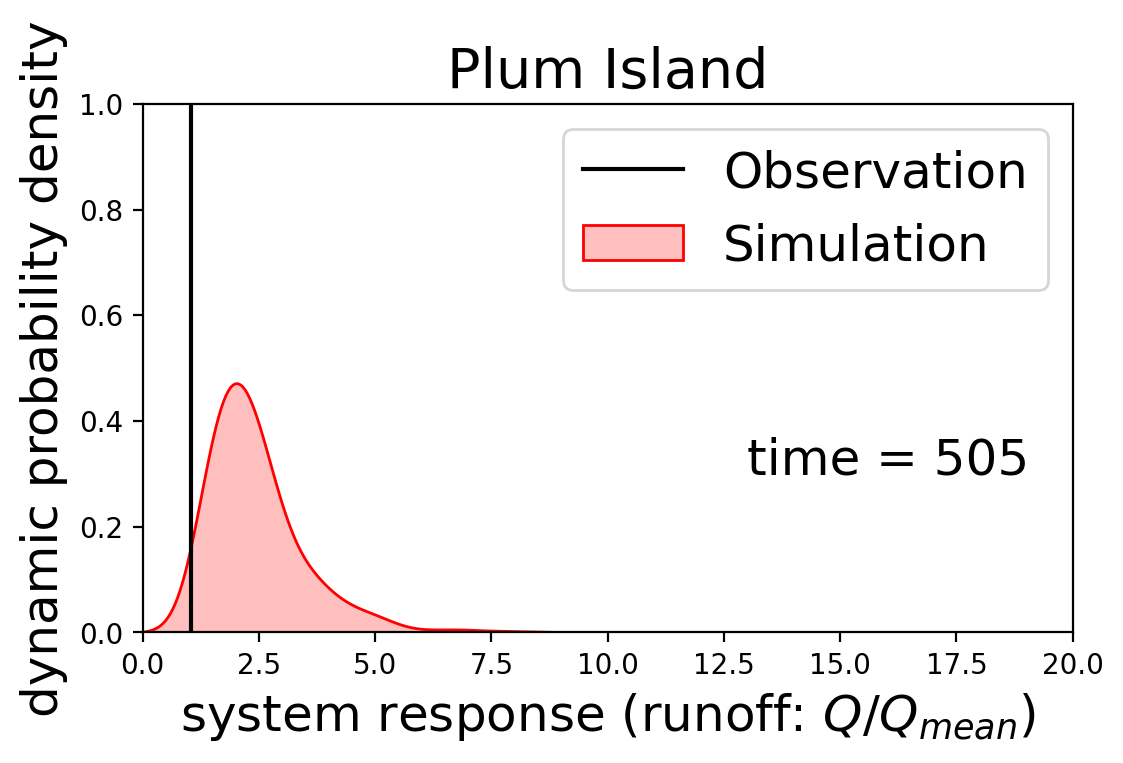 Plum Island
dynamic probability density
1.0
0.8
0.6
0.4
0.2
0.0
Observation
Simulation
time = 505
0.0 2.5 5.0 7.5 10.0 12.5 15.0 17.5 20.0
system response (runoff: Q/Qmean)